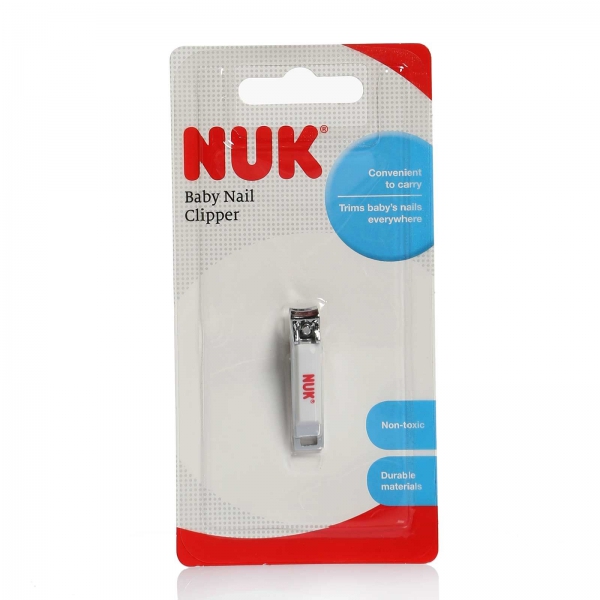 NUK®
Baby Nail
Clipper
Convenient
to carry
Trims baby's nails
everywhere
NUK®
Non-toxic
Durable
materials